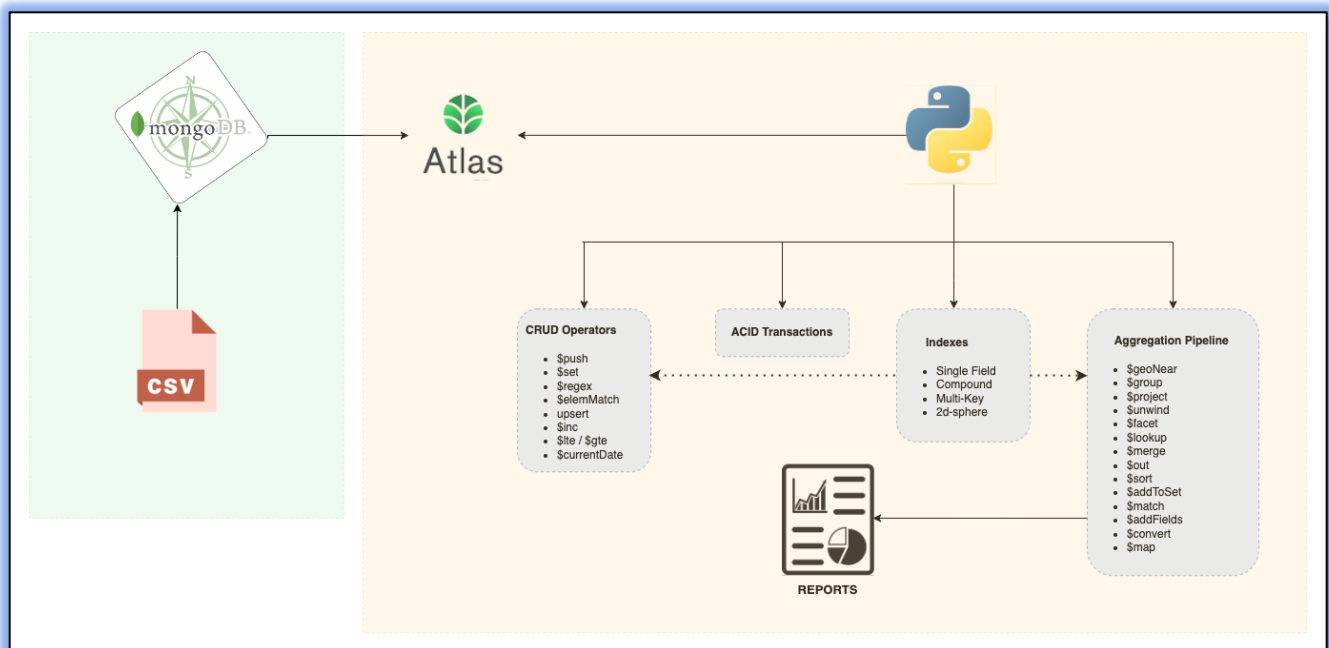 N
mongoDB.
S
CSV
Atlas
CRUD Operators
• $push
• $set
• $regex
• $elemMatch
• upsert
• $inc
• $lte / $gte
• $currentDate
ACID Transactions
Indexes
• Single Field
• Compound
• Multi-Key
• 2d-sphere
Aggregation Pipeline
• $geoNear
• $group
• $project
• $unwind
• $facet
• $lookup
• $merge
• $out
• $sort
• $addToSet
• $match
• $addFields
• $convert
• $map
REPORTS